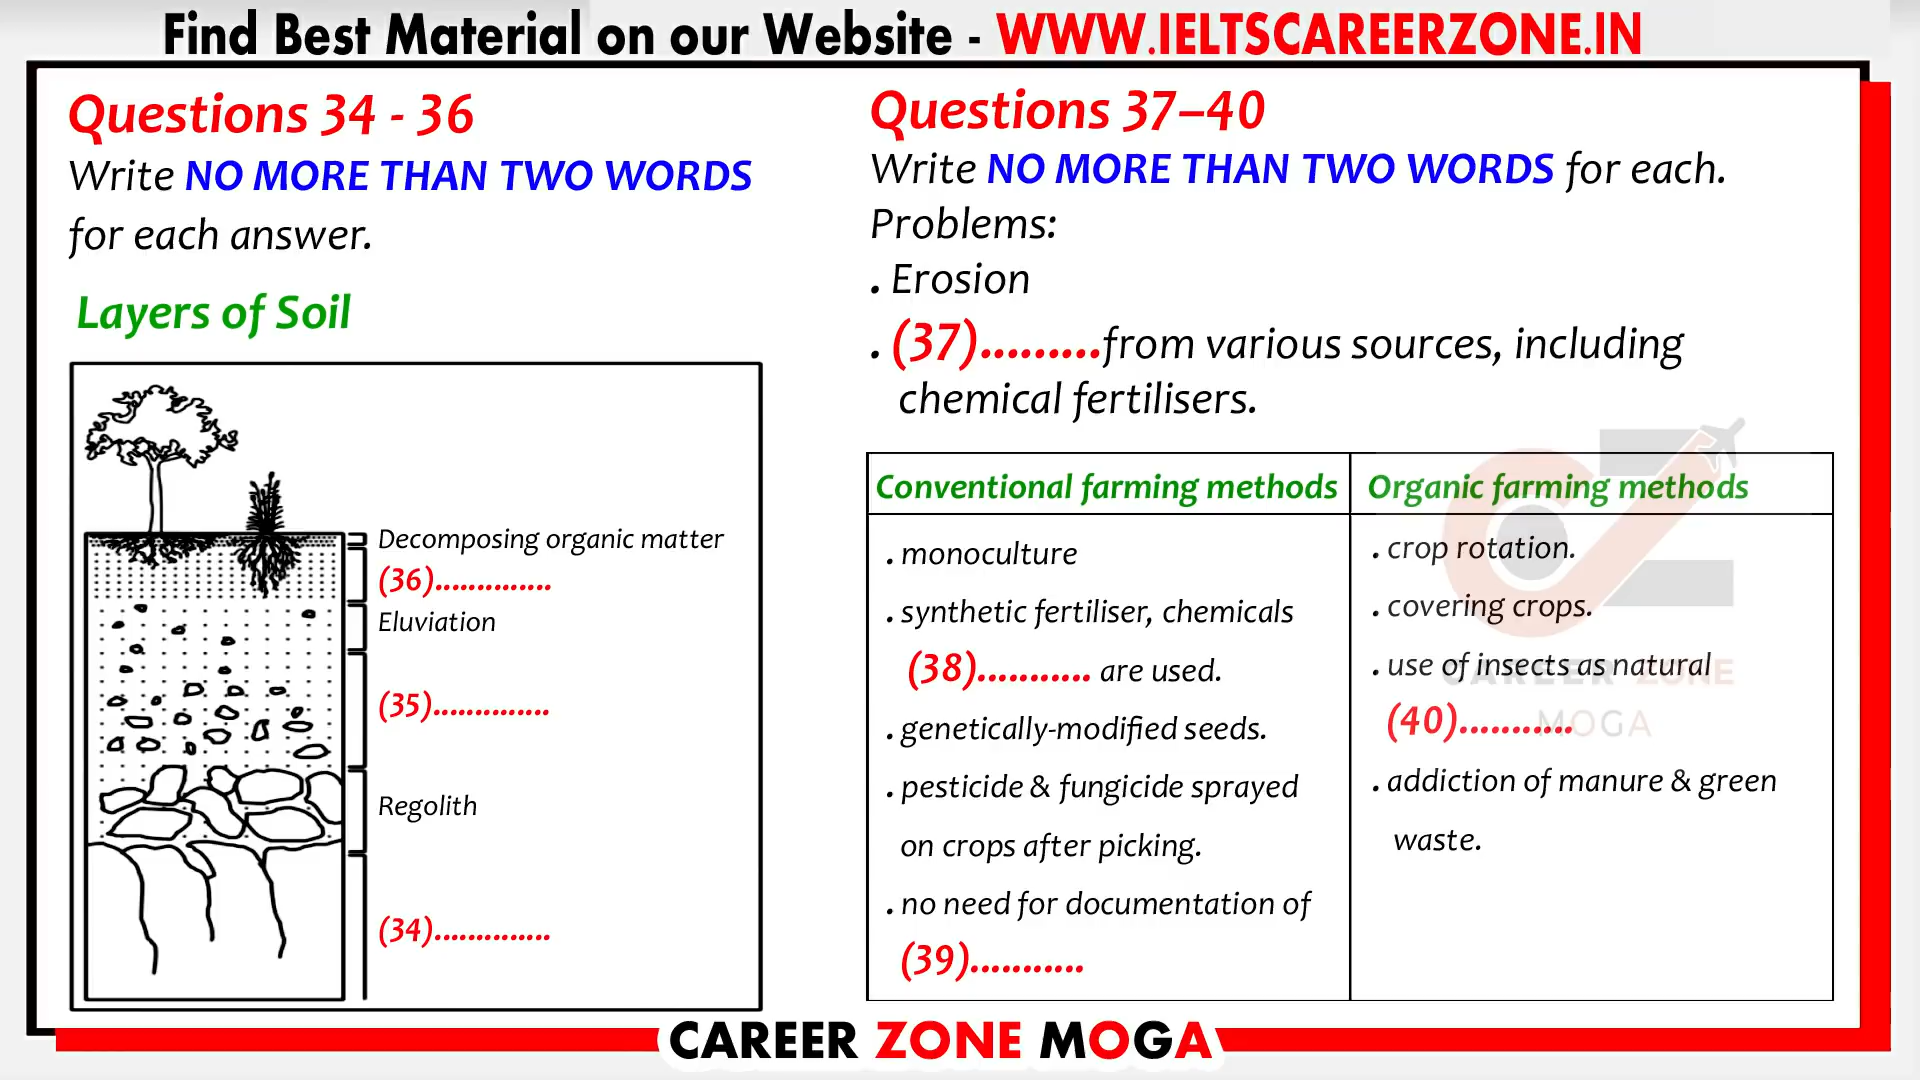 Find Best Material on our Website - WWW.IELTSCAREERZONE.IN
Questions 34 - 36
Write NO MORE THAN TWO WORDS
for each answer.
Layers of Soil
Decomposing organic matter
(36)..............
Eluviation
(35)..............
Regolith
(34)..............
Questions 37–40
Write NO MORE THAN TWO WORDS for each.
Problems:
. Erosion
. (37).........from various sources, including
chemical fertilisers.
Conventional farming methods
. monoculture
. synthetic fertiliser, chemicals
(38)........... are used.
. genetically-modified seeds.
. pesticide & fungicide sprayed
on crops after picking.
. no need for documentation of
(39)...........
Organic farming methods
. crop rotation.
. covering crops.
. use of insects as natural
(40)...........
. addiction of manure & green
waste.
CAREER ZONE
MOGA
CAREER ZONE MOGA